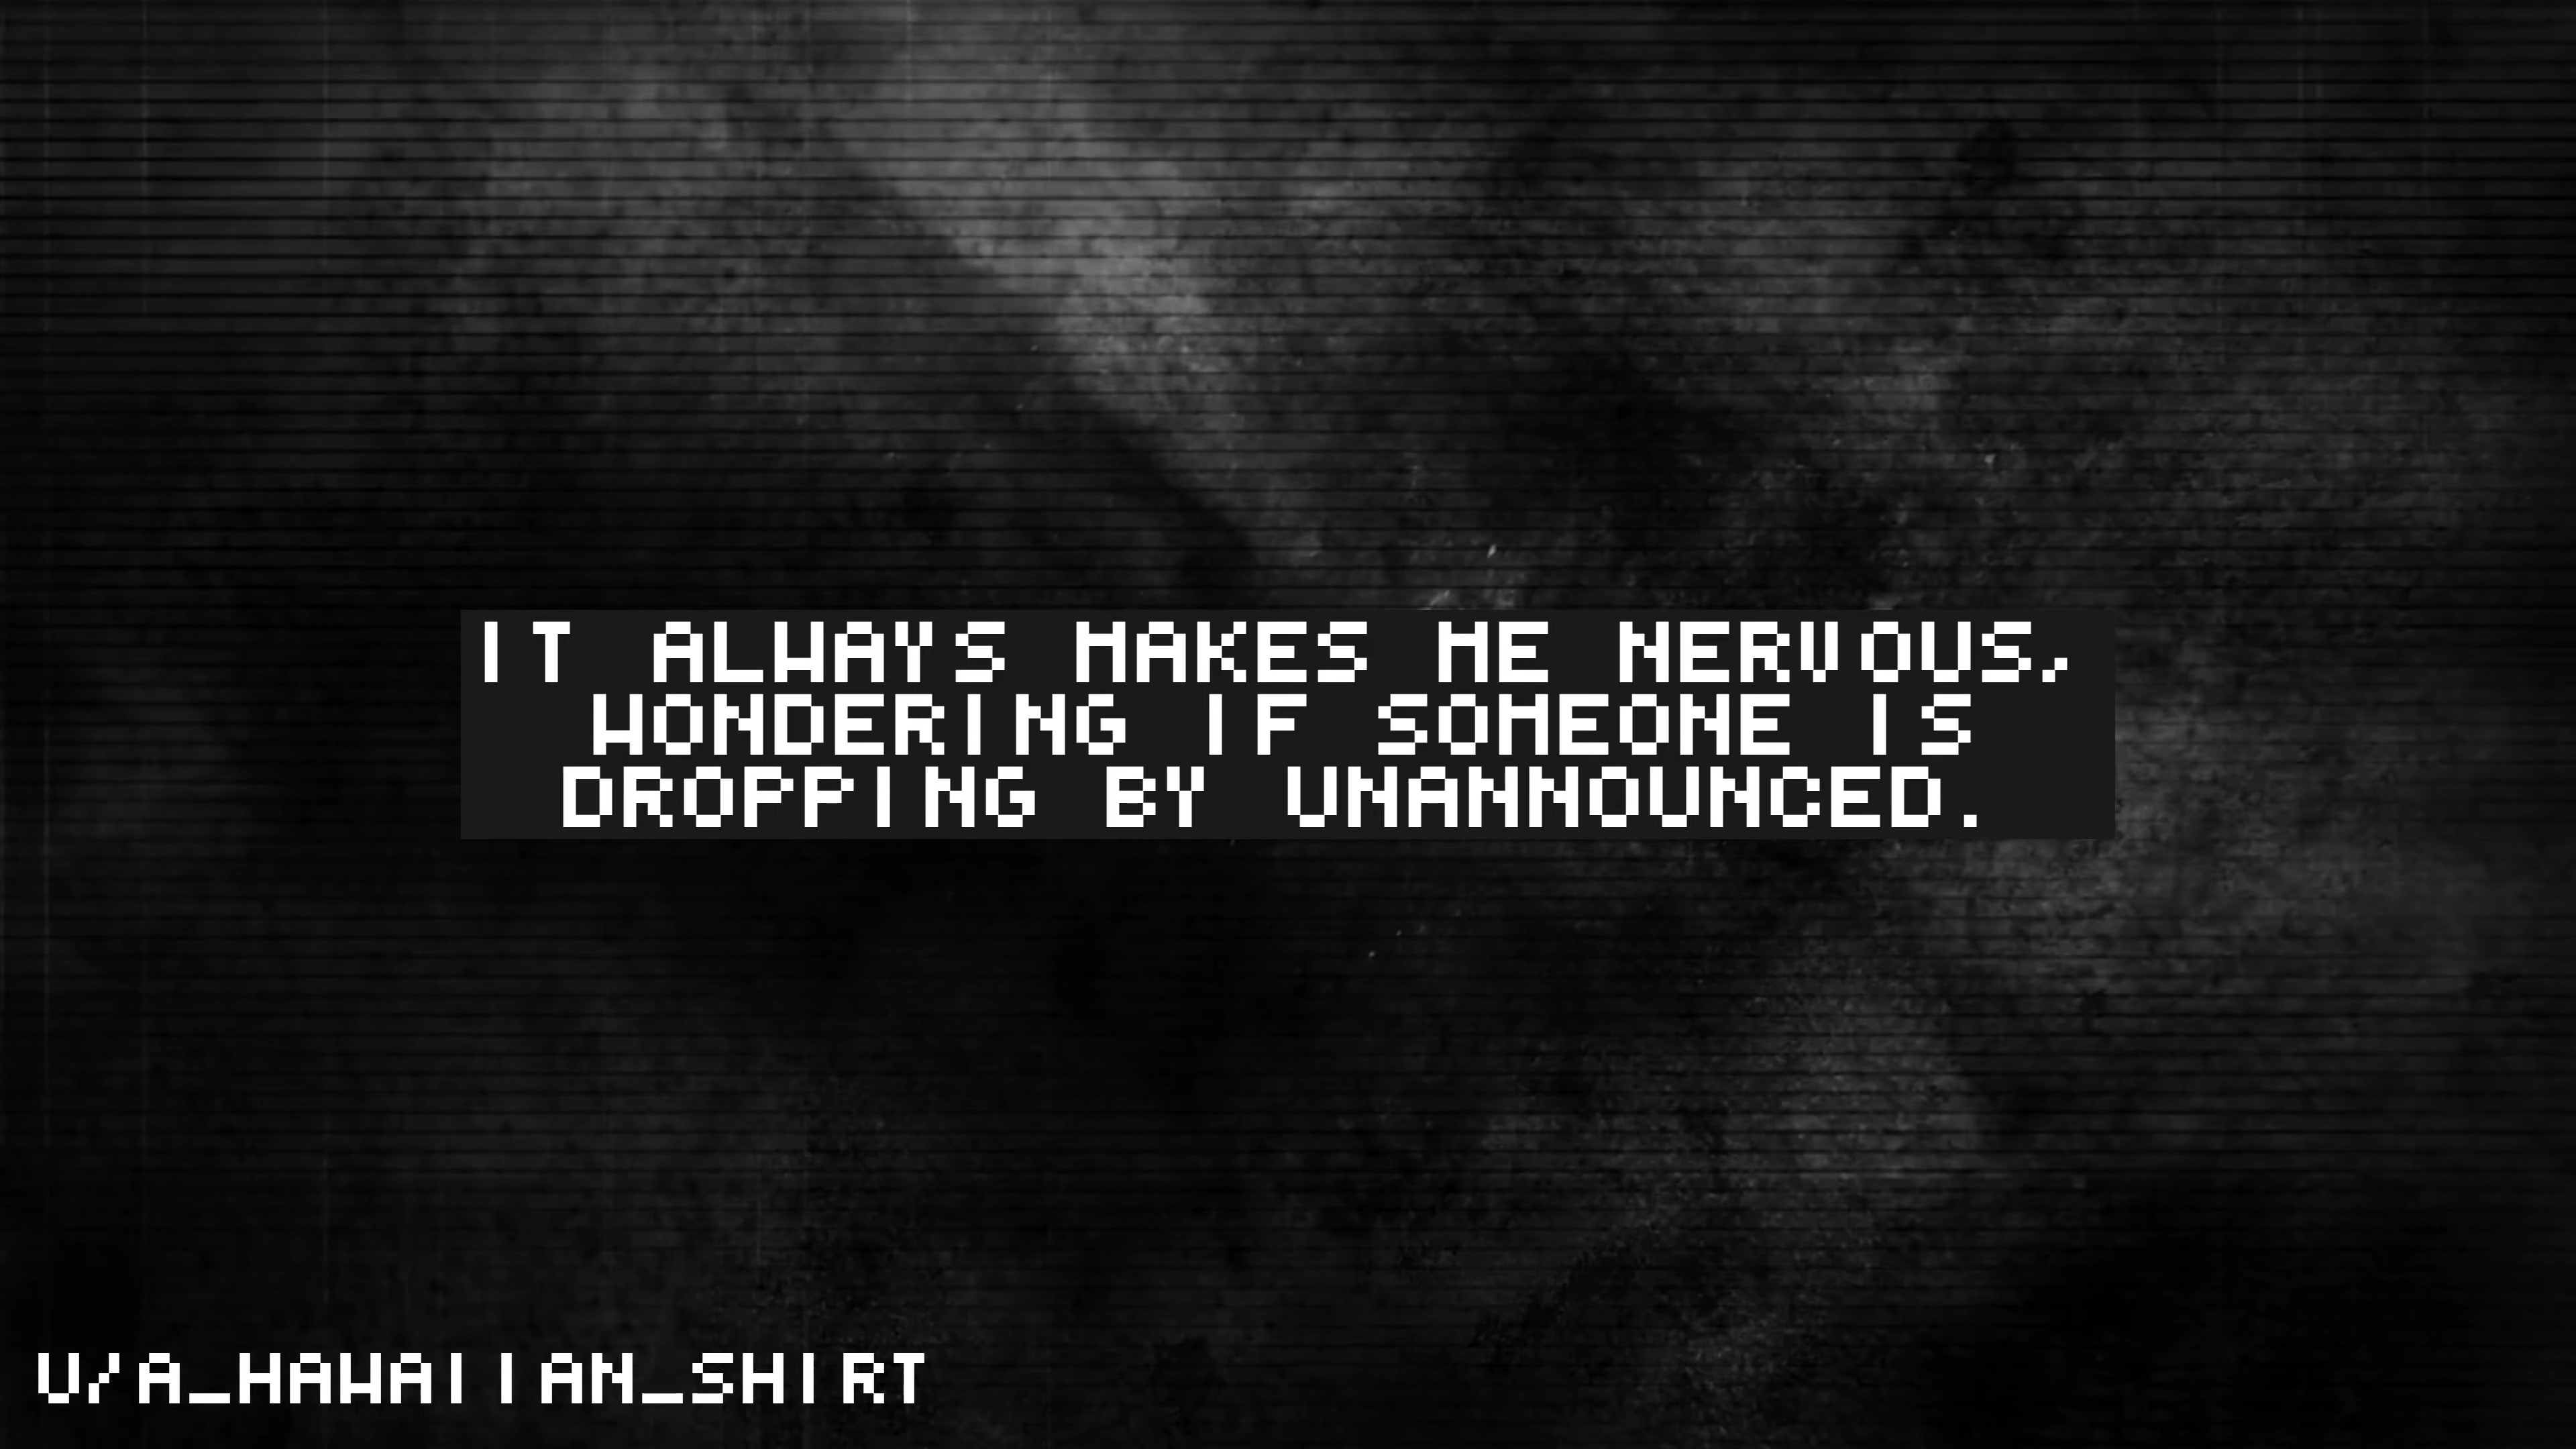 IT ALWAYS MAKES ME NERVOUS,
WONDERING IF SOMEONE IS
DROPPING BY UNANNOUNCED.
U/A_HAWAIIAN_SHIRT